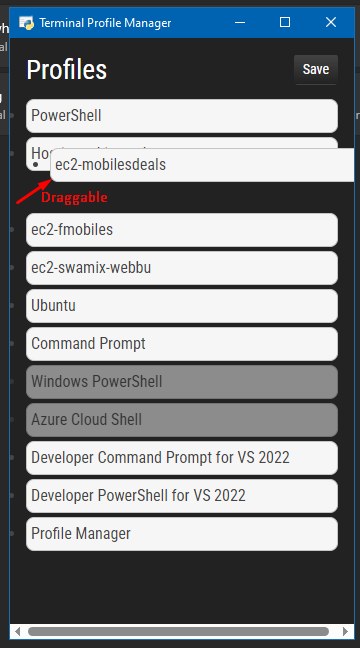 Terminal Profile Manager
Profiles
Save
PowerShell
ec2-mobilesdeals
Draggable
ec2-fmobiles
ec2-swamix-webbu
Ubuntu
Command Prompt
Windows PowerShell
Azure Cloud Shell
Developer Command Prompt for VS 2022
Developer PowerShell for VS 2022
Profile Manager